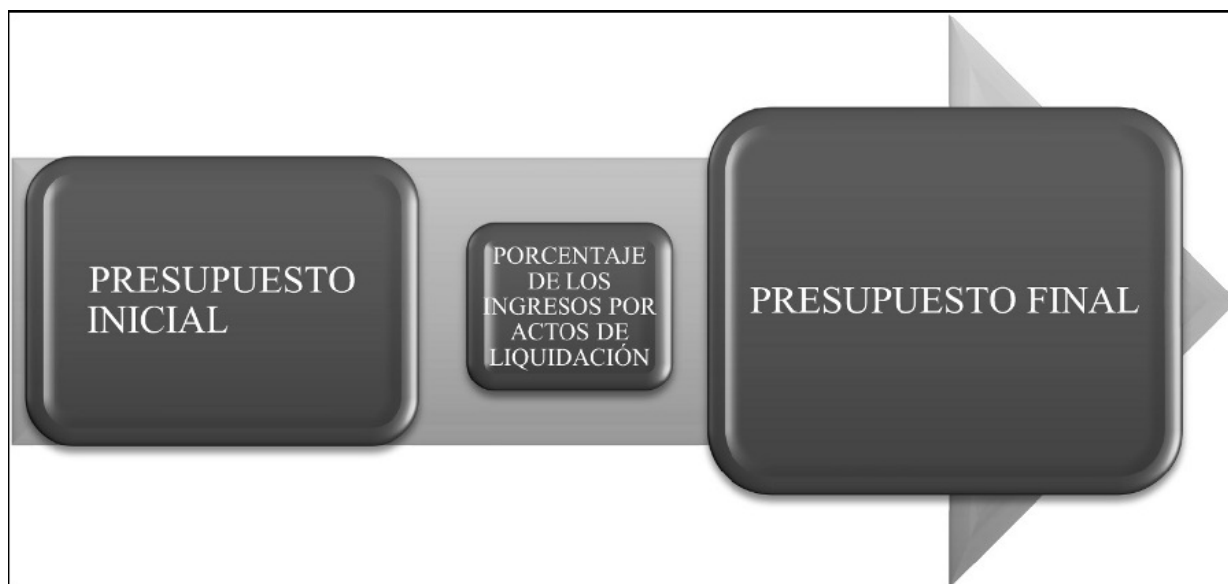 PRESUPUESTO
INICIAL
PORCENTAJE
DE LOS
INGRESOS POR
ACTOS DE
LIQUIDACIÓN
PRESUPUESTO FINAL